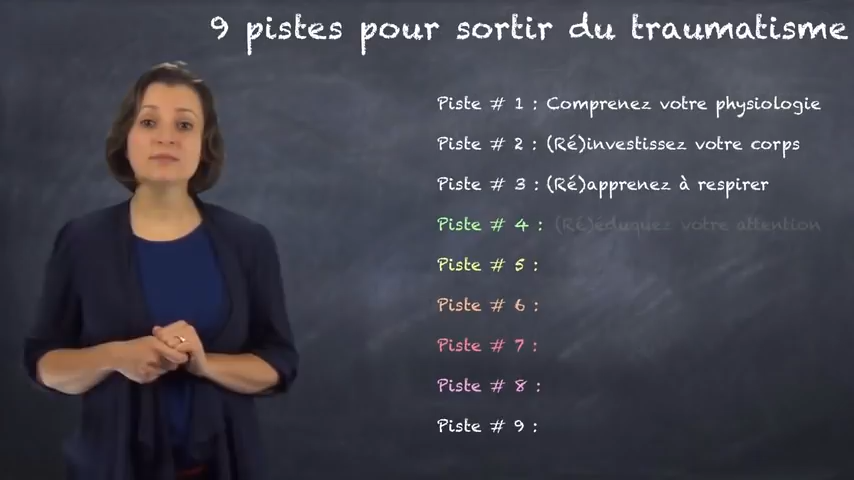 9 pistes pour sortir du traumatisme
Piste # 1 : Comprenez votre physiologie
Piste # 2 : (Ré)investissez votre corps
Piste # 3 : (Ré)apprenez à respirer
Piste # 4 : (Ré)éduquez votre attention
Piste # 5 :
Piste # 6 :
Piste # 7 :
Piste # 8 :
Piste # 9 :